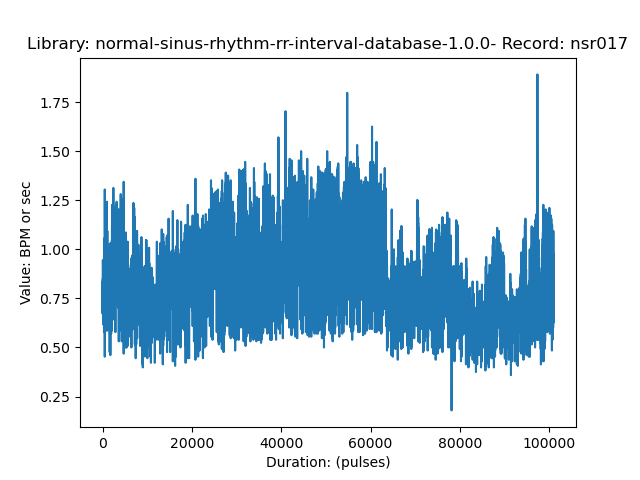 Library: normal-sinus-rhythm-rr-interval-database-1.0.0- Record: nsr017
1.75
1.50
1.25
1.00
0.75
0.50
0.25
Value: BPM or sec
0 20000 40000 60000 80000 100000
Duration: (pulses)